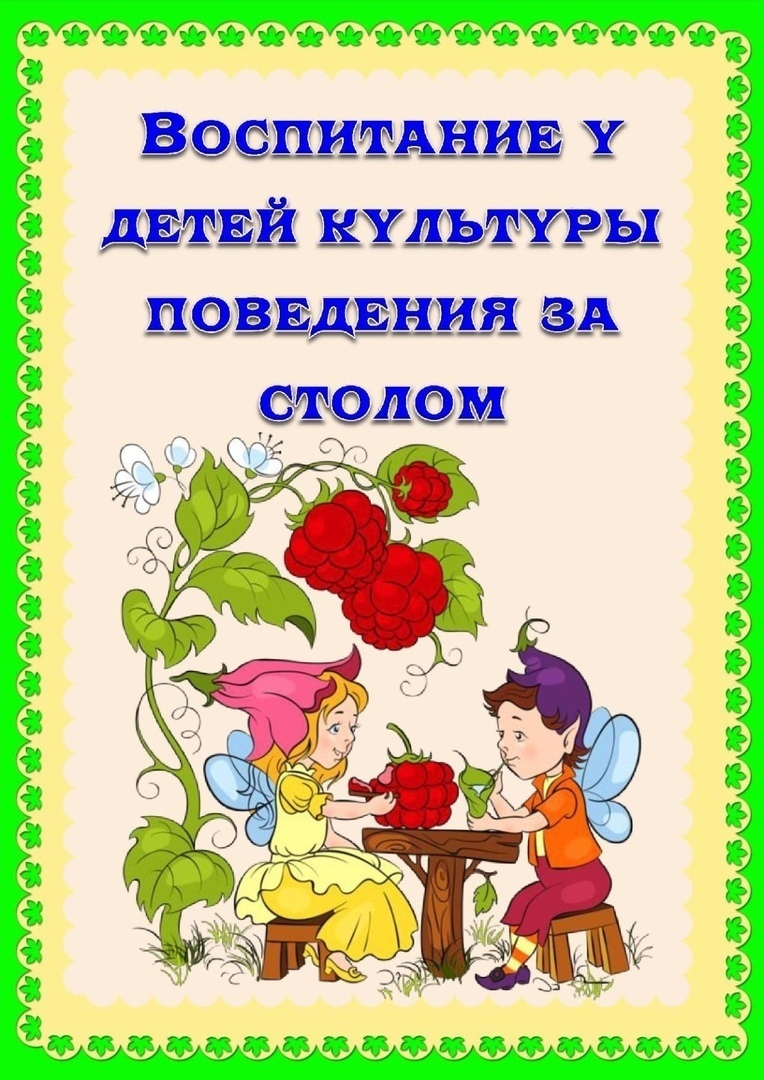 Воспитание у
детей культуры
поведения за
столом